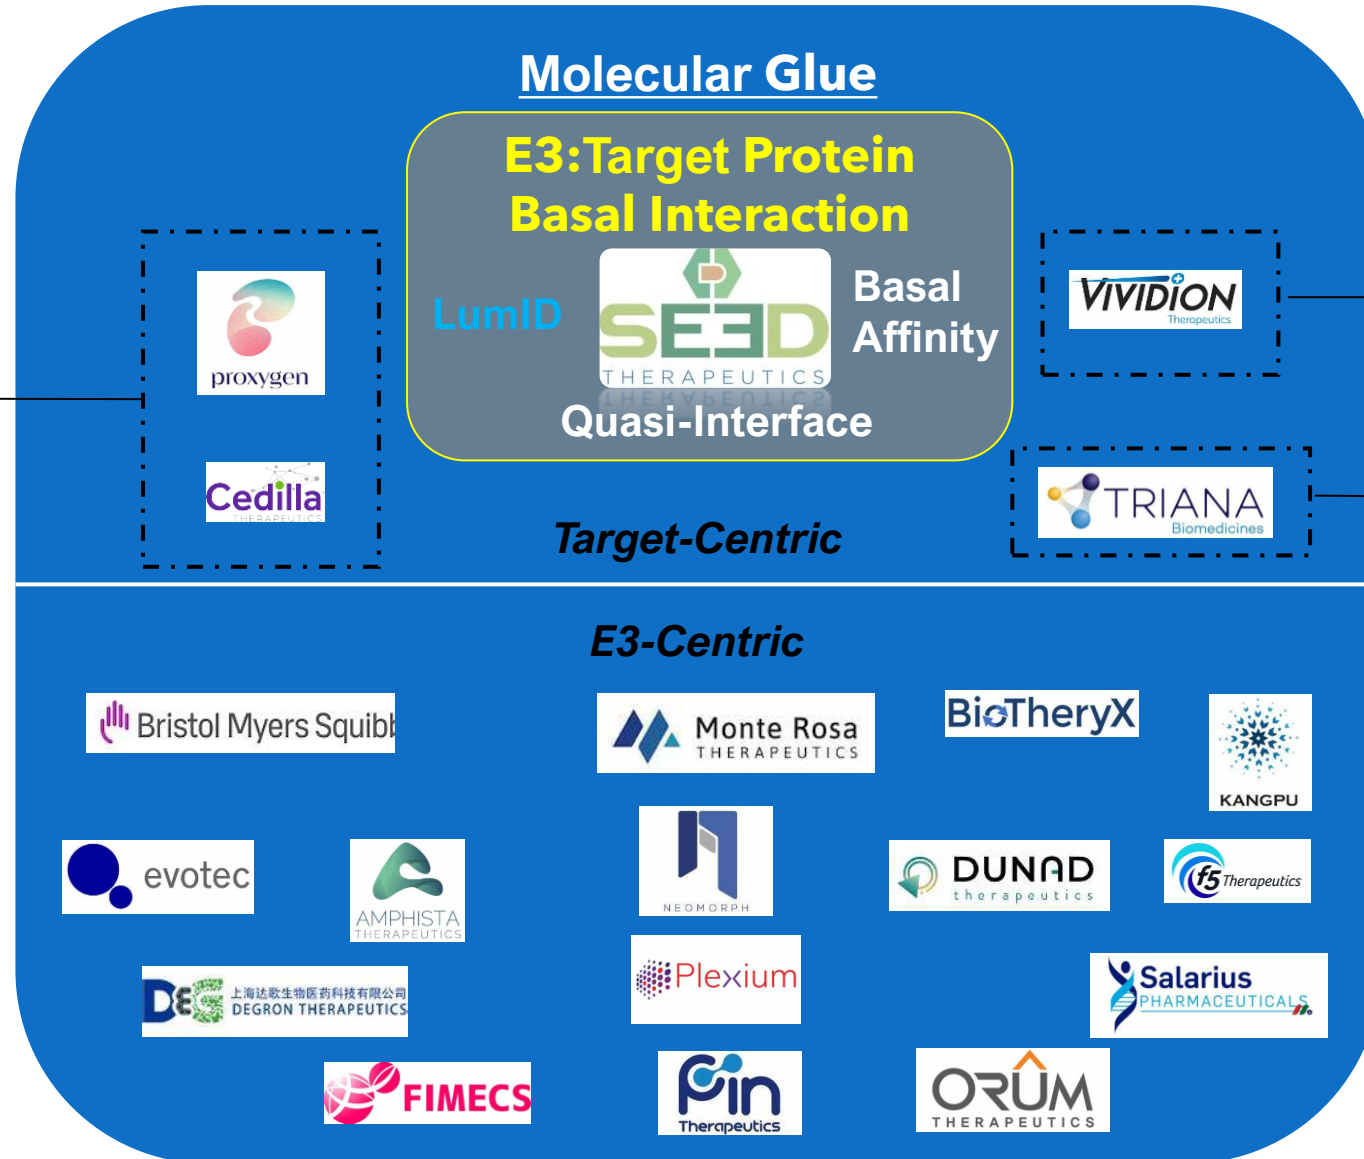 Molecular Glue
E3:Target Protein
Basal Interaction
LumID
SEED
THERAPEUTICS
Basal
Affinity
Quasi-Interface
proxygen
Cedilla
THERAPEUTICS
VIVIDION
Therapeutics
TRIANA
Biomedicines
Target-Centric
E3-Centric
Bristol Myers Squibb
Monte Rosa
THERAPEUTICS
BioTheryX
KANGPU
evotec
AMPHISTA
THERAPEUTICS
NEOMORPH
DUNAD
therapeutics
f5 Therapeutics
DEG
上海达歌生物医药科技有限公司
DEGRON THERAPEUTICS
Plexium
Salarius
PHARMACEUTICALS
FIMECS
Pin
Therapeutics
ORUM
THERAPEUTICS